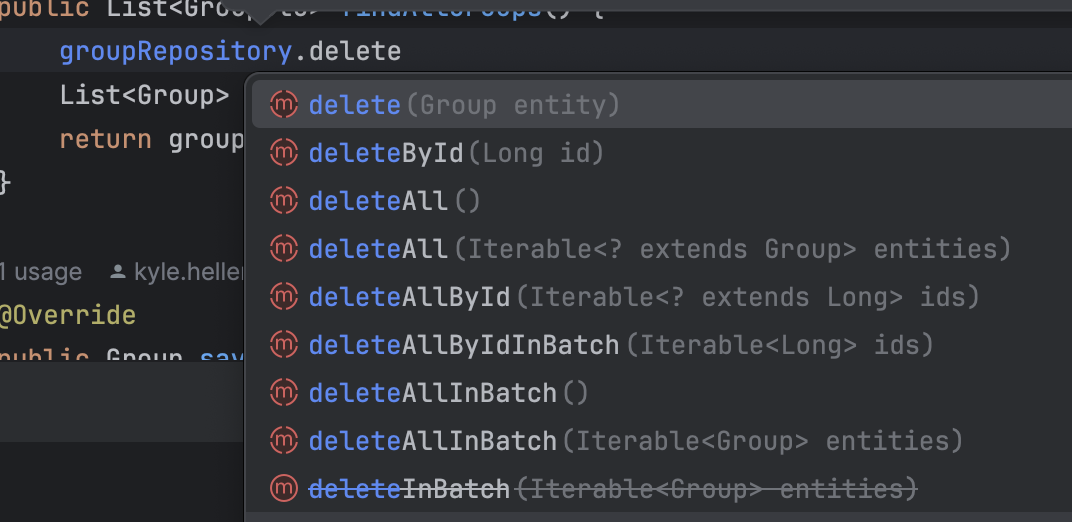 public List<Group
findAllGroups() {
groupRepository.delete
List<Group>
return group
}
delete(Group entity)
deleteById(Long id)
deleteAll()
deleteAll(Iterable<? extends Group> entities)
deleteAllById(Iterable<? extends Long> ids)
deleteAllByIdInBatch(Iterable<Long> ids)
deleteAllInBatch()
deleteAllInBatch(Iterable<Group> entities)
deleteInBatch(Iterable<Group> entities)
1 usage kyle.heller
@Override
public Group sav